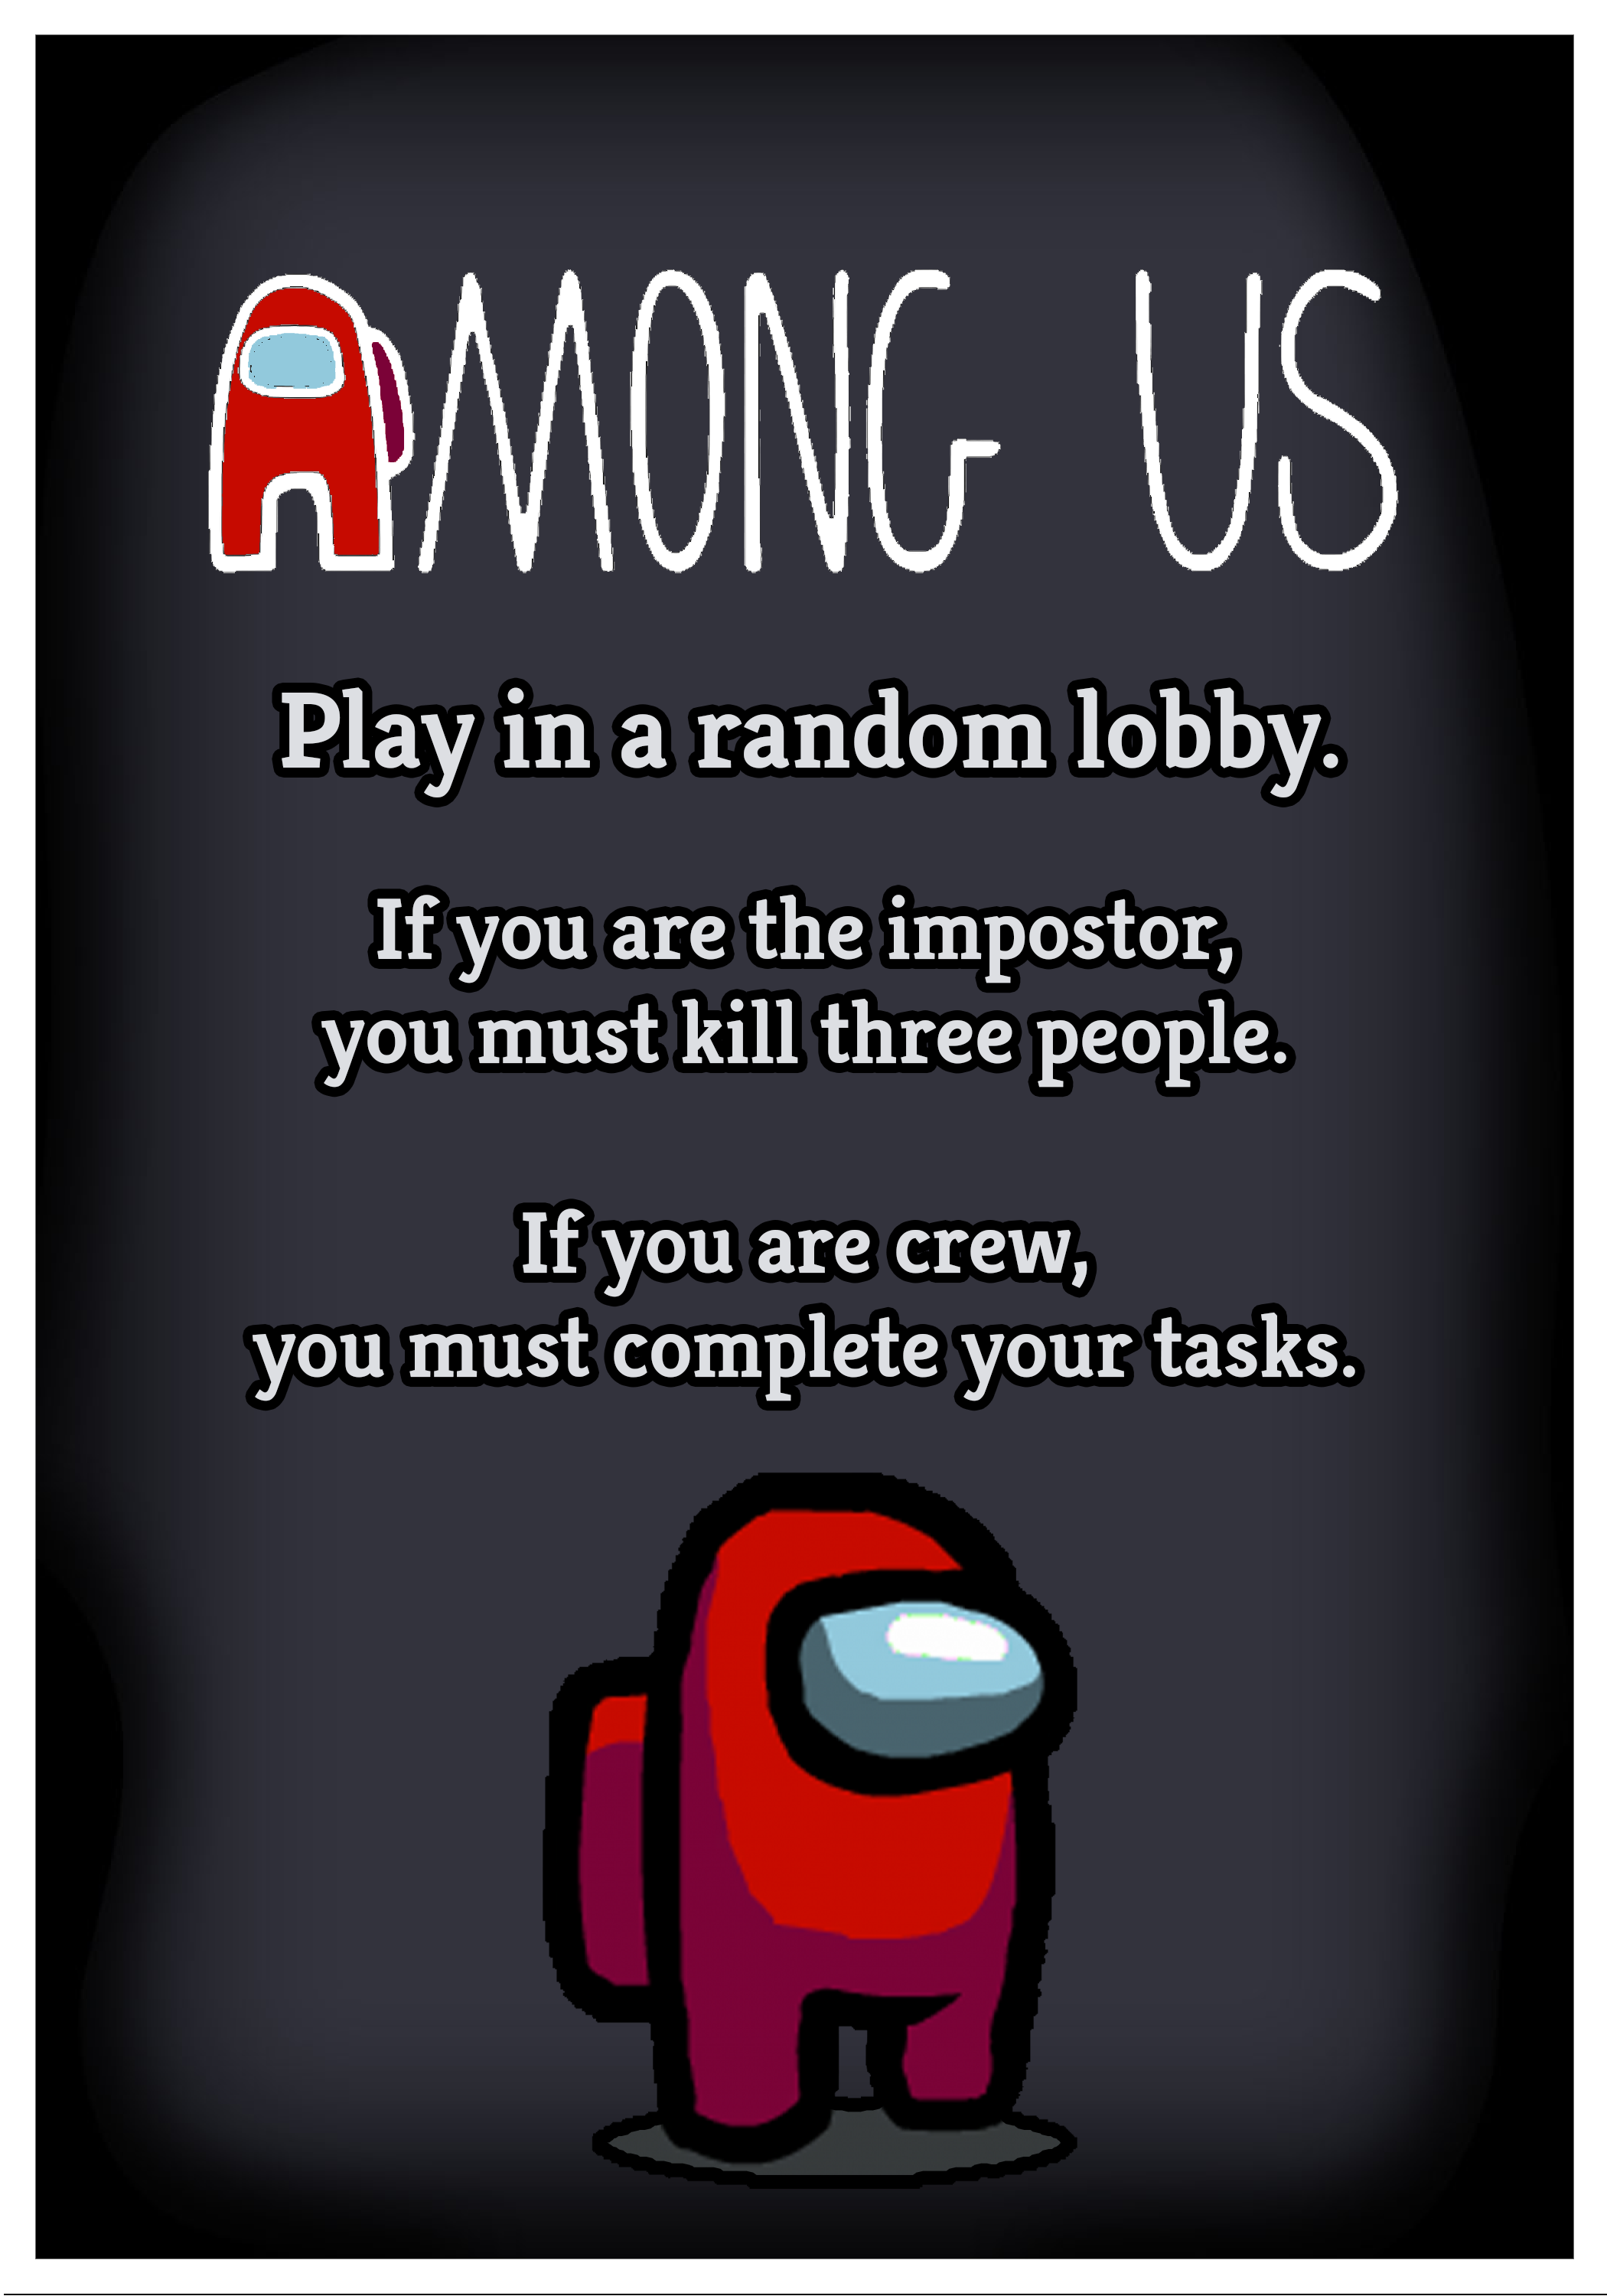 AMONG US
Play in a random lobby.
If you are the impostor,
you must kill three people.
If you are crew,
you must complete your tasks.